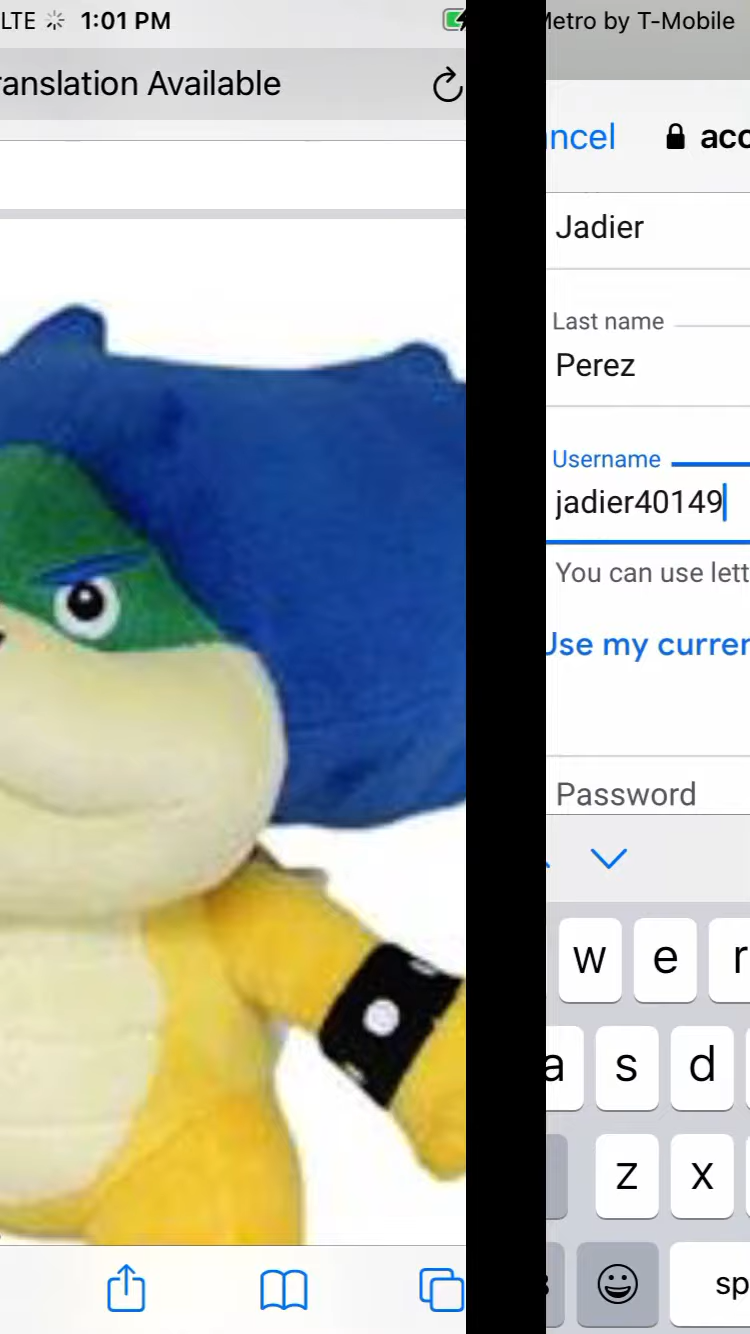 LTE 1:01 PM
ranslation Available
Metro by T-Mobile
ncel acc
Jadier
Last name
Perez
Username
jadier40149
You can use lett
Use my curren
Password
w e r
a s d
z x
sp